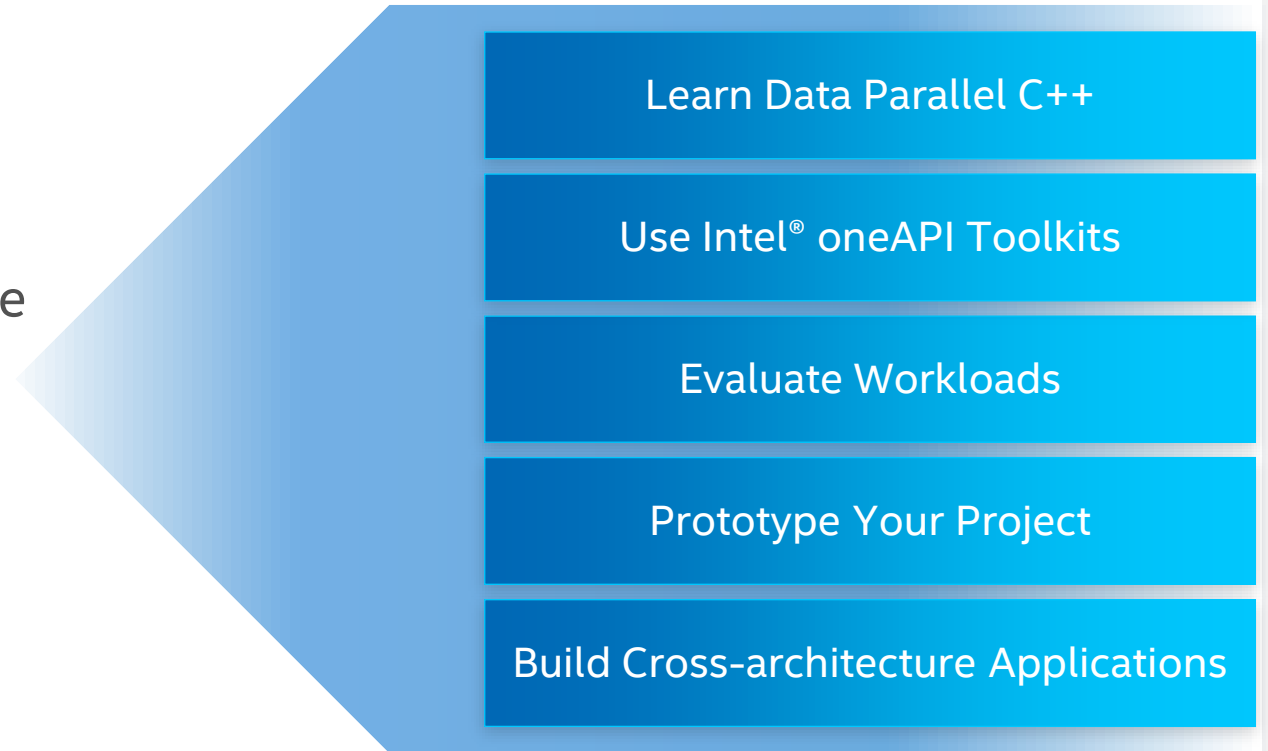 Learn Data Parallel C++
Use Intel® oneAPI Toolkits
e
Evaluate Workloads
Prototype Your Project
Build Cross-architecture Applications